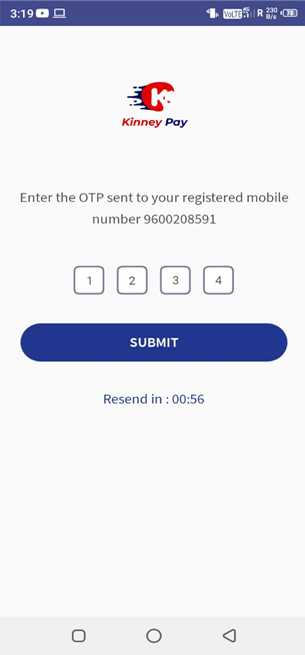 3:19 VoLTE 4G R 230 B/s 78
K
Kinney Pay
Enter the OTP sent to your registered mobile
number 9600208591
1 2 3 4
SUBMIT
Resend in : 00:56